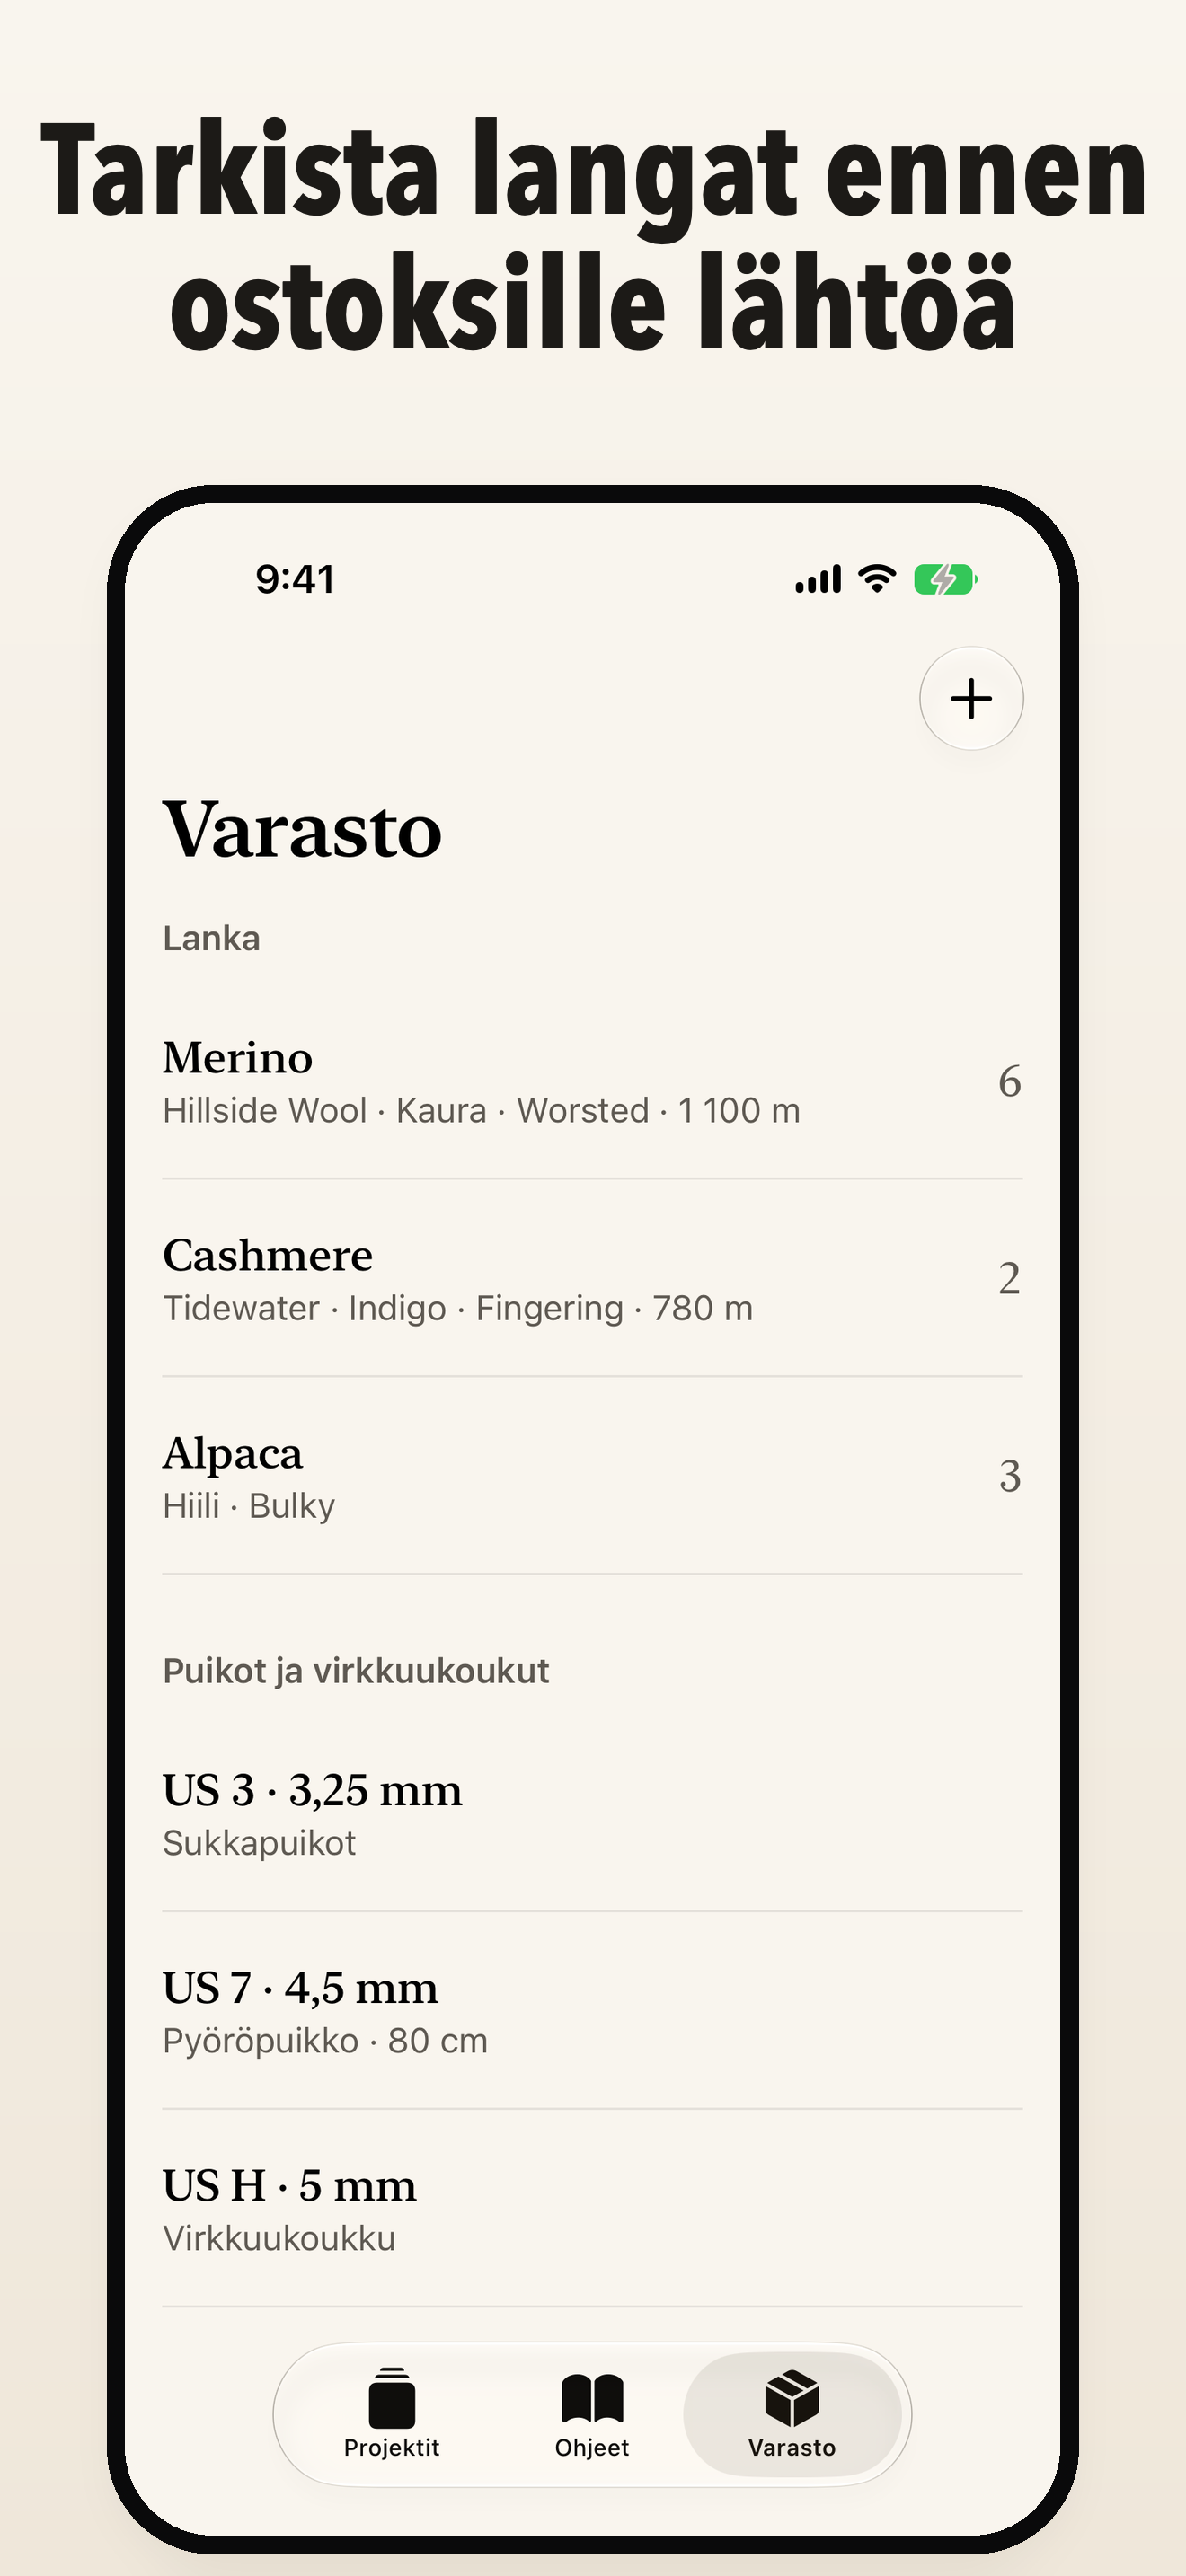 Tarkista langat ennen
ostoksille lähtöä
9:41
Varasto
Lanka
Merino
6
Hillside Wool · Kaura · Worsted · 1 100 m
Cashmere
2
Tidewater · Indigo · Fingering · 780 m
Alpaca
3
Hiili · Bulky
Puikot ja virkkuukoukut
US 3 · 3,25 mm
Sukkapuikot
US 7 · 4,5 mm
Pyöröpuikko · 80 cm
US H · 5 mm
Virkkuukoukku
Projektit
Ohjeet
Varasto